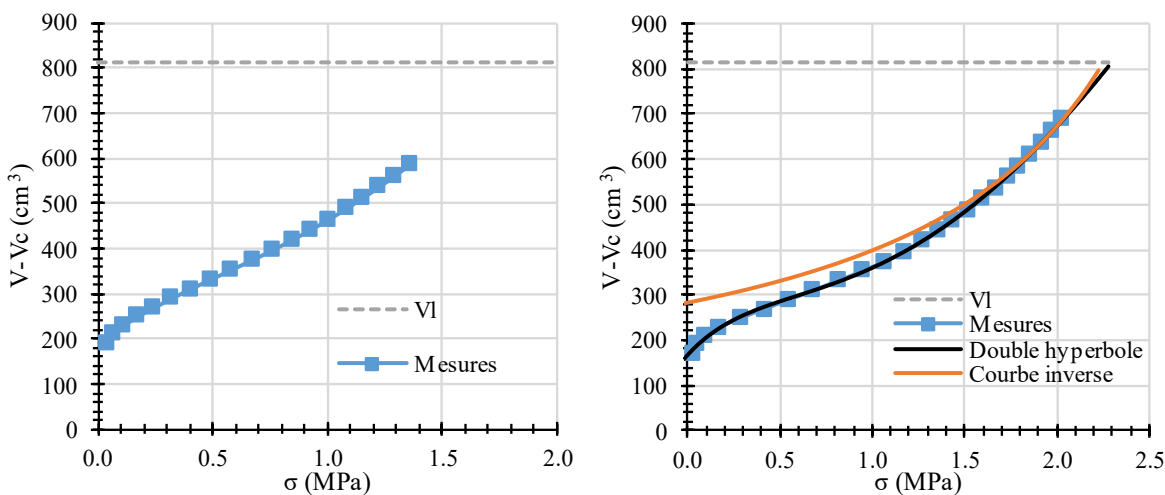 900
800
700
600
500
400
300
200
100
0
V-Vc (cm³)
0.0 0.5 1.0 1.5 2.0
σ (MPa)
Vl
Mesures
900
800
700
600
500
400
300
200
100
0
V-Vc (cm³)
0.0 0.5 1.0 1.5 2.0 2.5
σ (MPa)
Vl
Mesures
Double hyperbole
Courbe inverse